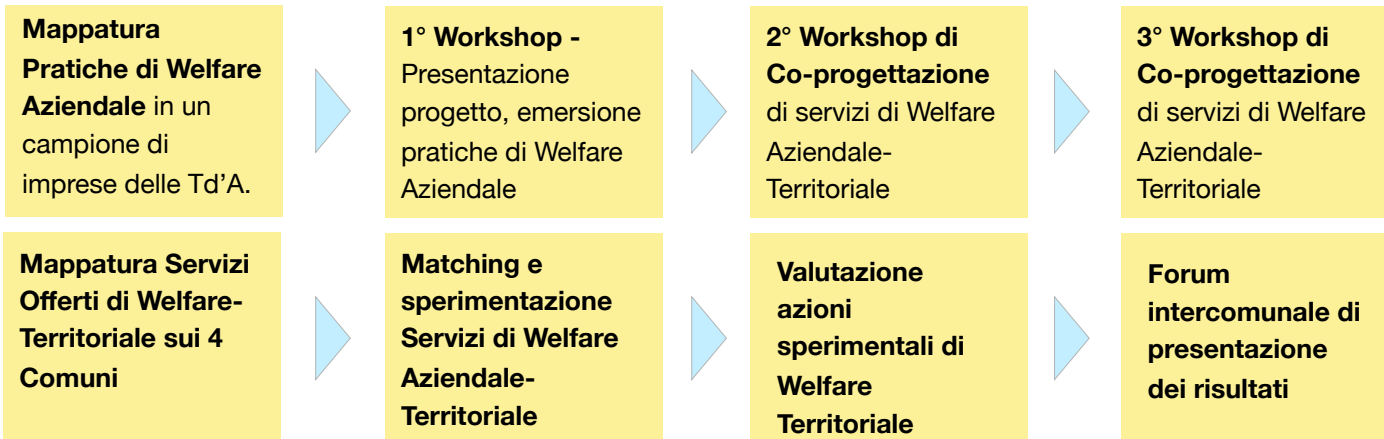 Mappatura
Pratiche di Welfare
Aziendale in un
campione di
imprese delle Td'A.
1° Workshop -
Presentazione
progetto, emersione
pratiche di Welfare
Aziendale
2° Workshop di
Co-progettazione
di servizi di Welfare
Aziendale-
Territoriale
3° Workshop di
Co-progettazione
di servizi di Welfare
Aziendale-
Territoriale
Mappatura Servizi
Offerti di Welfare-
Territoriale sui 4
Comuni
Matching e
sperimentazione
Servizi di Welfare
Aziendale-
Territoriale
Valutazione
azioni
sperimentali di
Welfare
Territoriale
Forum
intercomunale di
presentazione
dei risultati